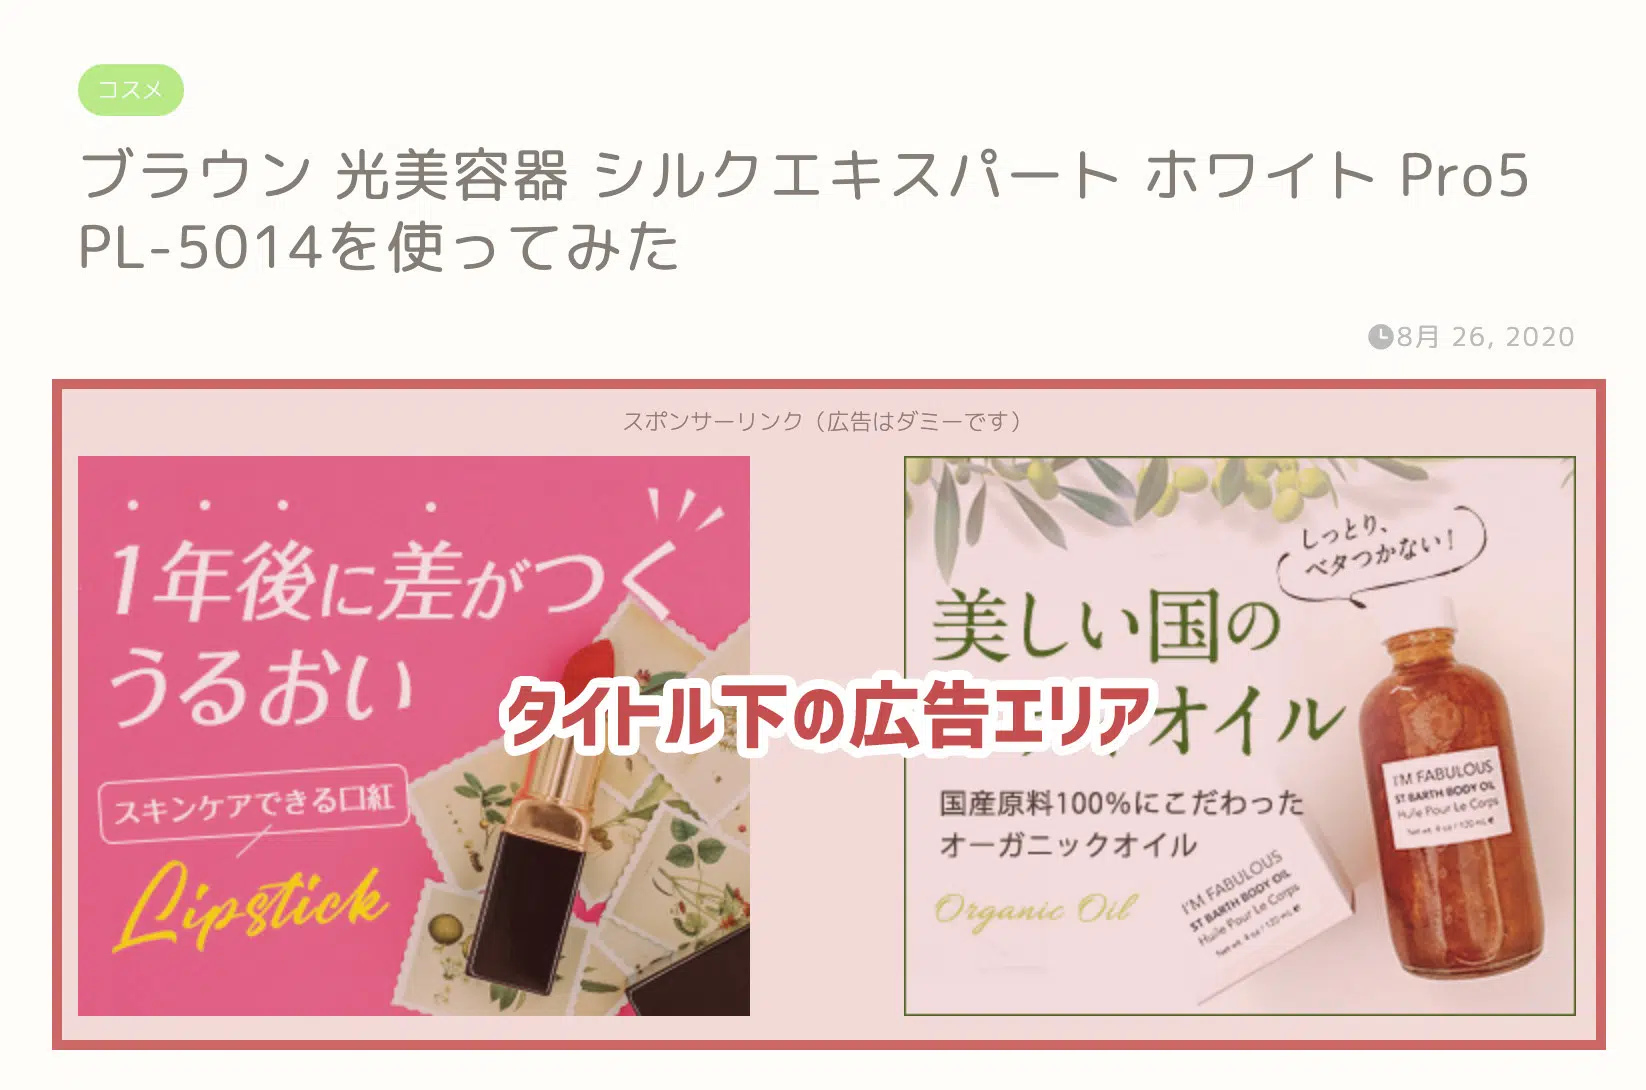 コスメ
ブラウン 光美容器 シルクエキスパート ホワイト Pro5
PL-5014を使ってみた
8月 26, 2020
スポンサーリンク（広告はダミーです）
1年後に差がつく
うるおい
スキンケアできる口紅
Lipstick
タイトル下の広告エリア
しっとり、
ベタつかない！
美しい国の
オイル
国産原料100%にこだわった
オーガニックオイル
Organic Oil
I'M FABULOUS
ST BARTH BODY OIL
Huile Pour Le Corps
I'M FABULOUS
ST BARTH BODY OIL
Huile Pour Le Corps